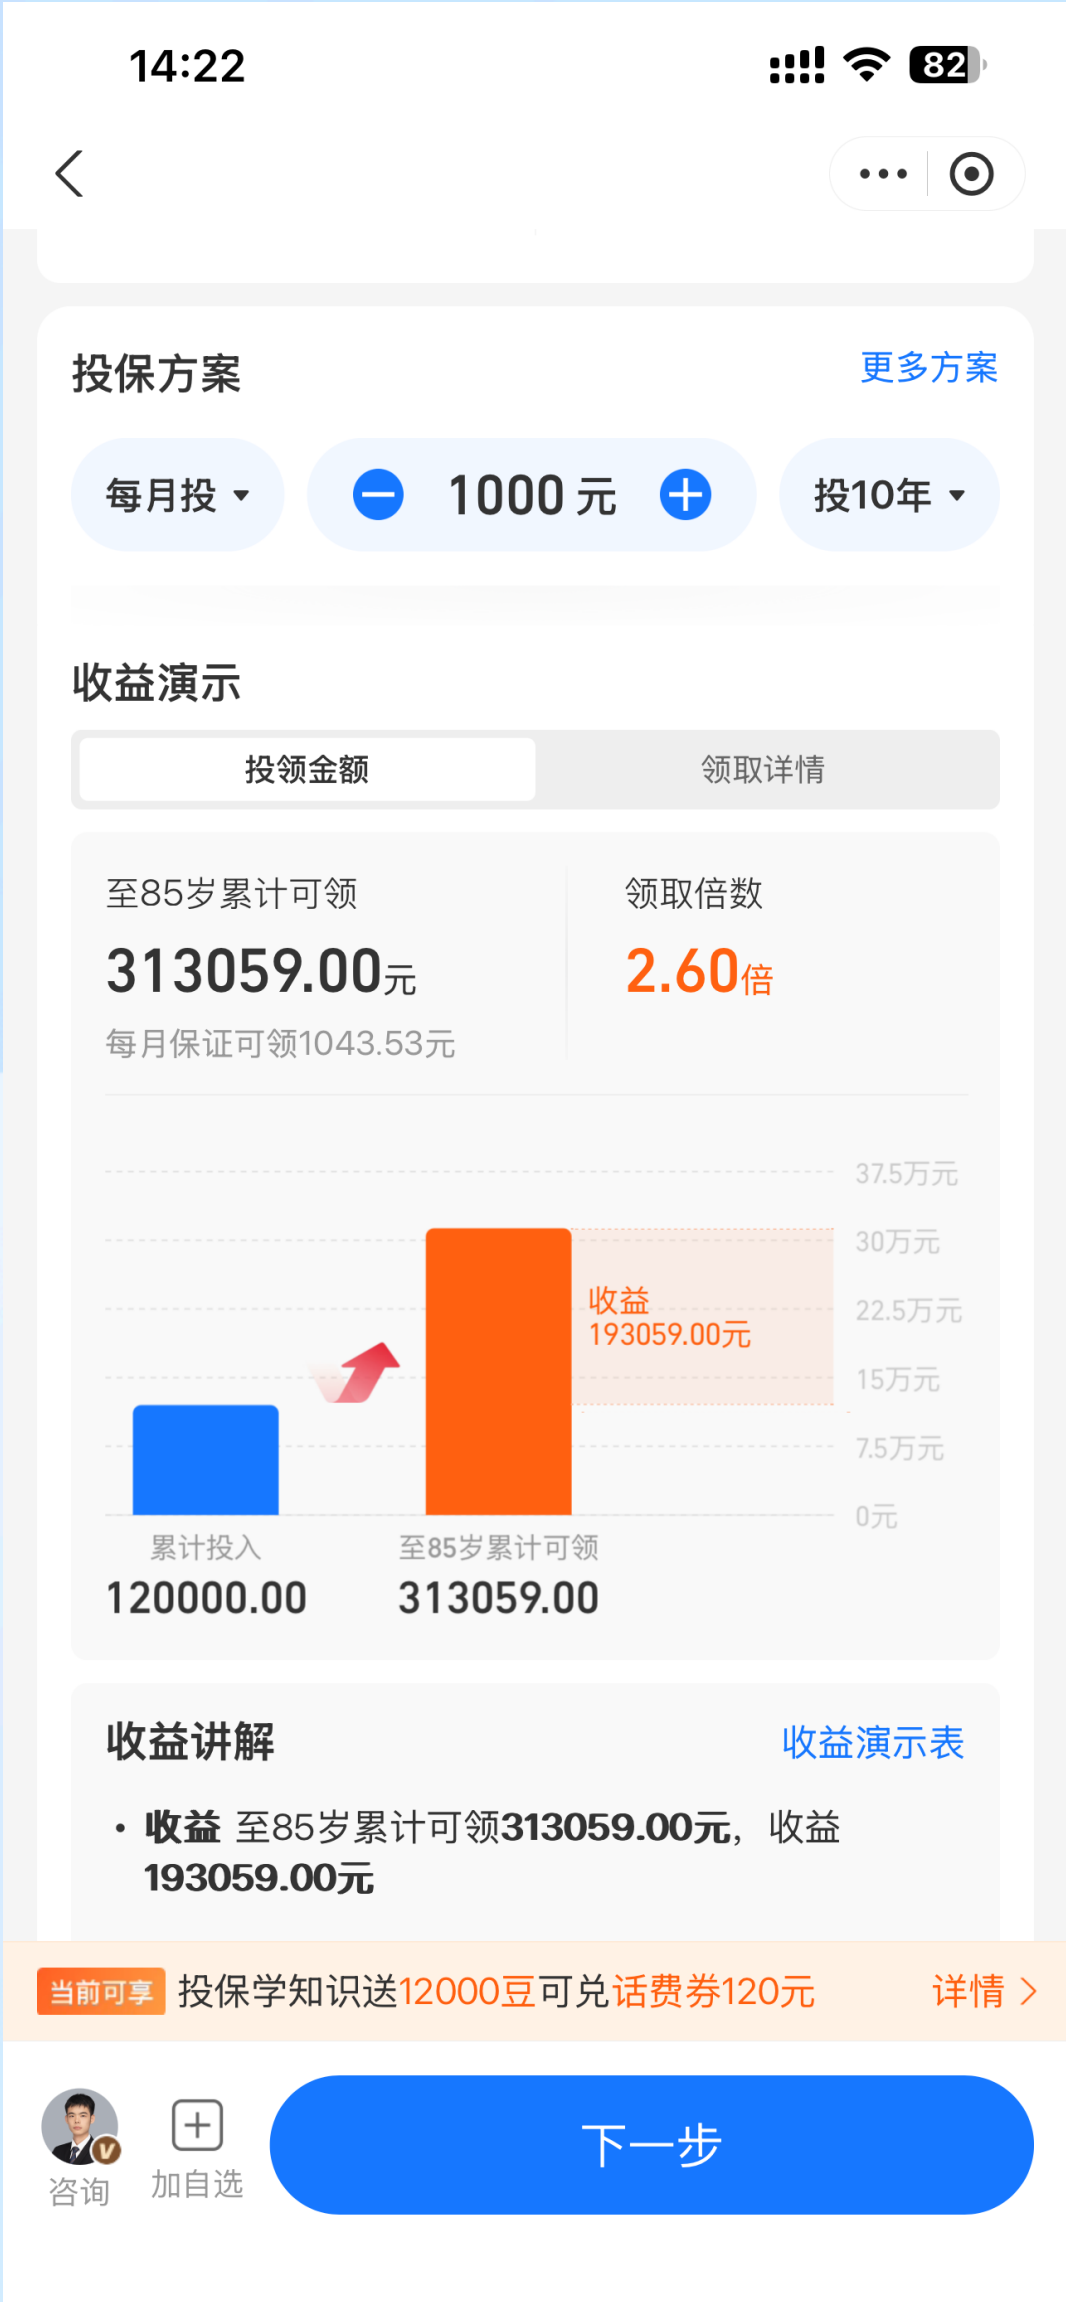 14:22
82
投保方案
更多方案
每月投
1000 元
投10年
收益演示
投领金额
领取详情
至85岁累计可领
领取倍数
313059.00元
2.60倍
每月保证可领1043.53元
37.5万元
30万元
22.5万元
15万元
7.5万元
0元
收益
193059.00元
累计投入
至85岁累计可领
120000.00
313059.00
收益讲解
收益演示表
• 收益 至85岁累计可领313059.00元，收益
193059.00元
当前可享 投保学知识送12000豆可兑话费券120元
详情
V
咨询
加自选
下一步